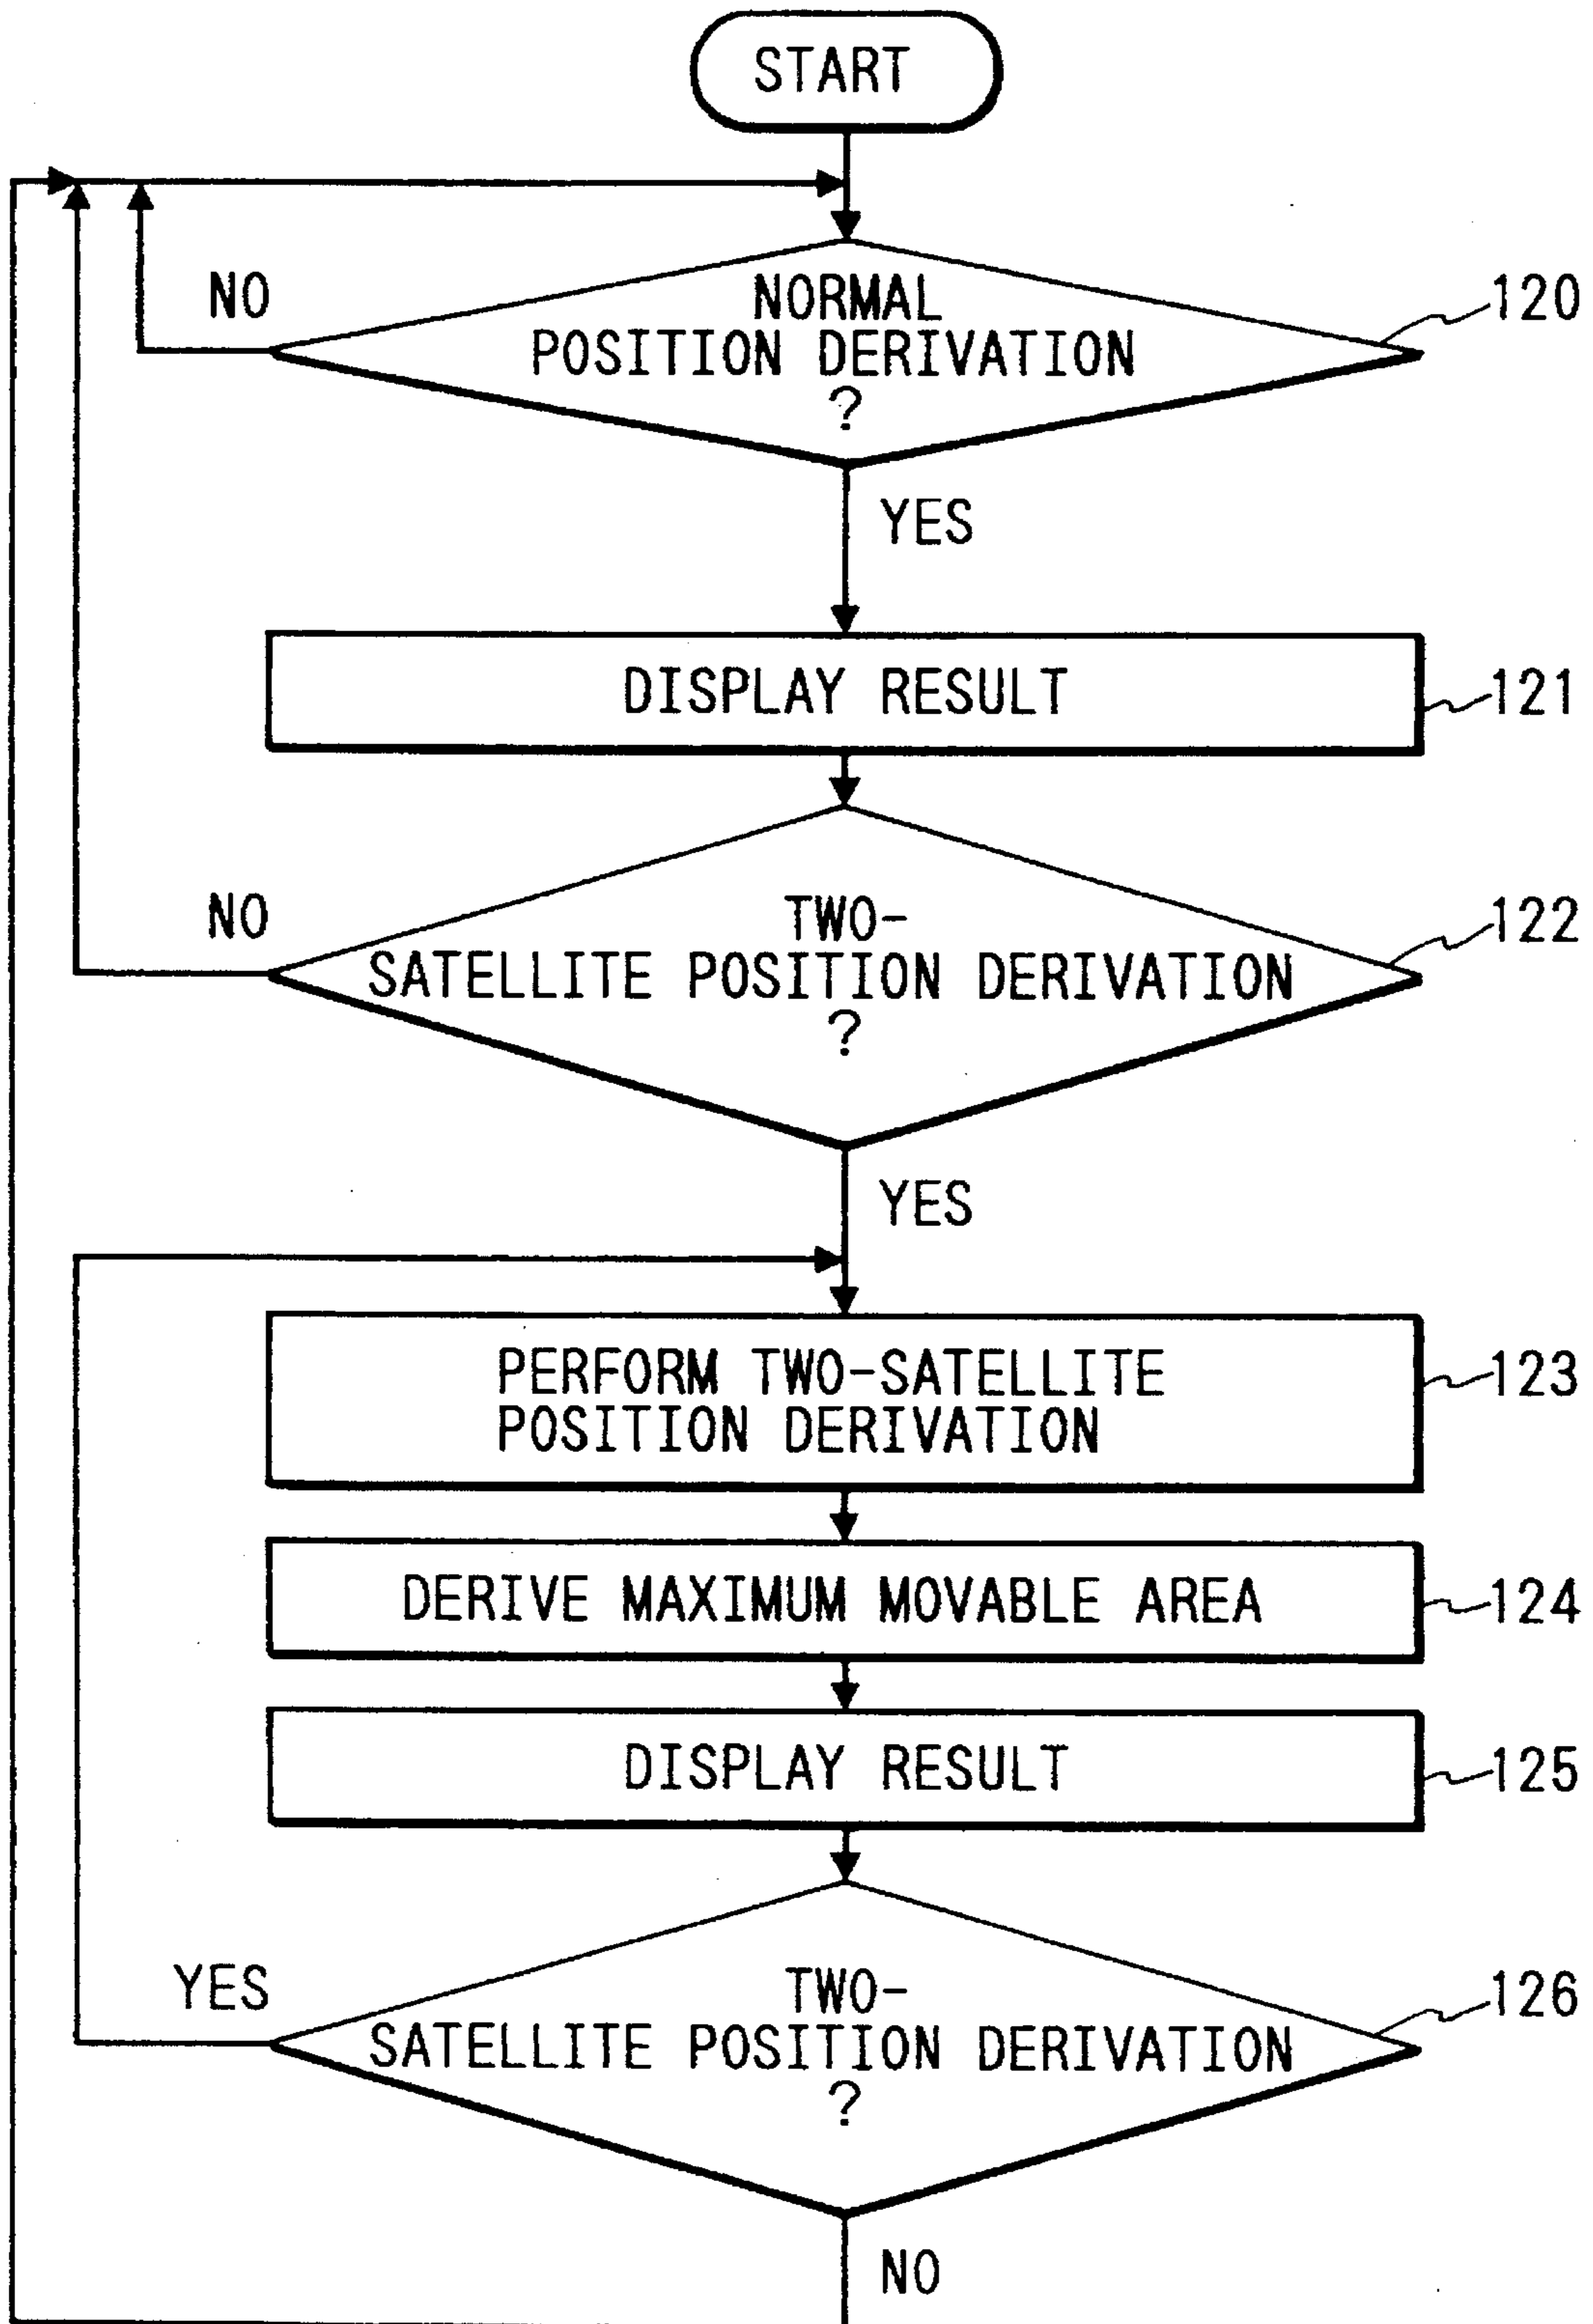 START
NO
NORMAL
POSITION DERIVATION
?
120
YES
DISPLAY RESULT
121
NO
TWO-
SATELLITE POSITION DERIVATION
?
122
YES
PERFORM TWO-SATELLITE
POSITION DERIVATION
123
DERIVE MAXIMUM MOVABLE AREA
124
DISPLAY RESULT
125
YES
TWO-
SATELLITE POSITION DERIVATION
?
126
NO